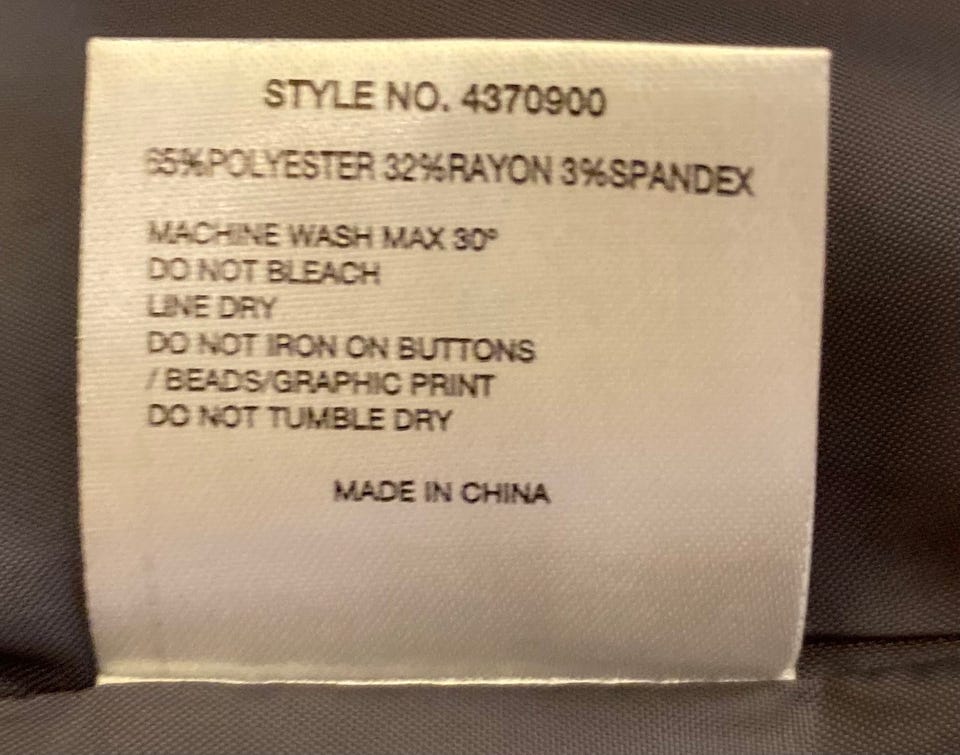 STYLE NO. 4370900
65%POLYESTER 32%RAYON 3%SPANDEX
MACHINE WASH MAX 30°
DO NOT BLEACH
LINE DRY
DO NOT IRON ON BUTTONS
/ BEADS/GRAPHIC PRINT
DO NOT TUMBLE DRY
MADE IN CHINA